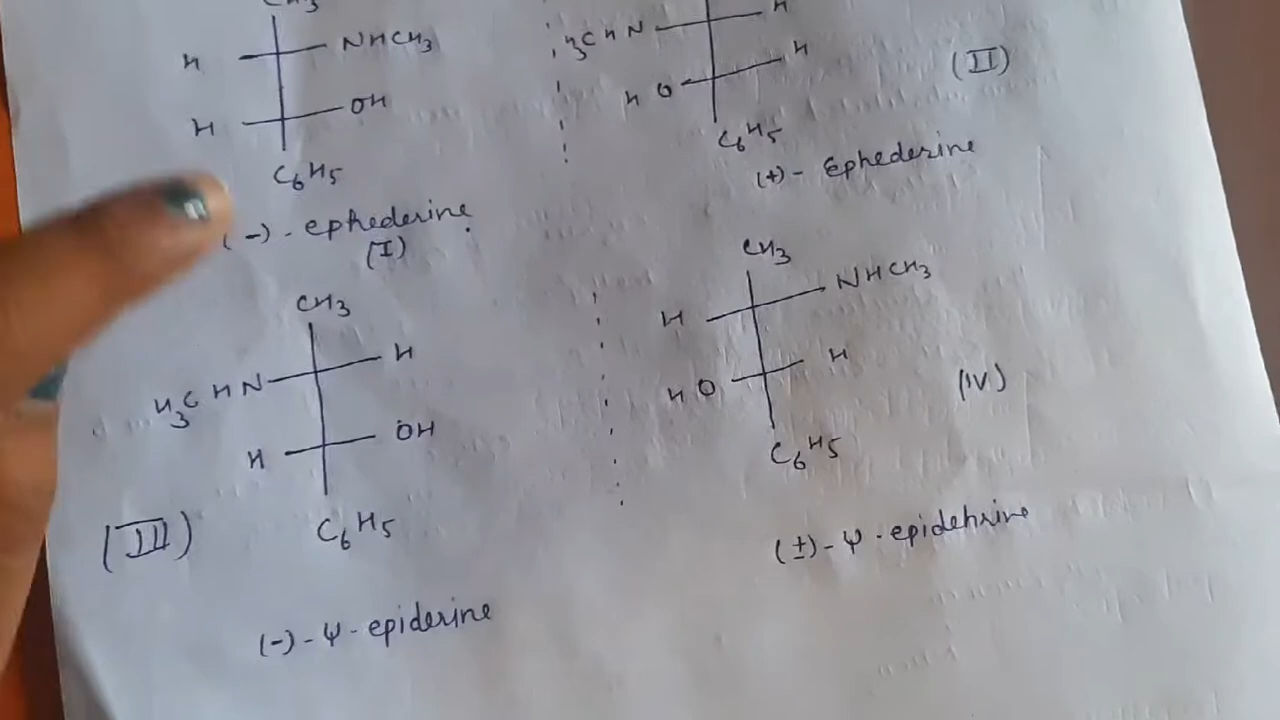 CH3
H NHCH3
H OH
C6H5
(-) - ephederine
(I)
H
H3CHN
H
HO
C6H5
(II)
(+) - Ephederine
CH3
H3CHN H
H OH
C6H5
(III)
(-) - Ψ - epiderine
CH3
H NHCH3
HO H
C6H5
(IV)
(±) - Ψ - epidehrine